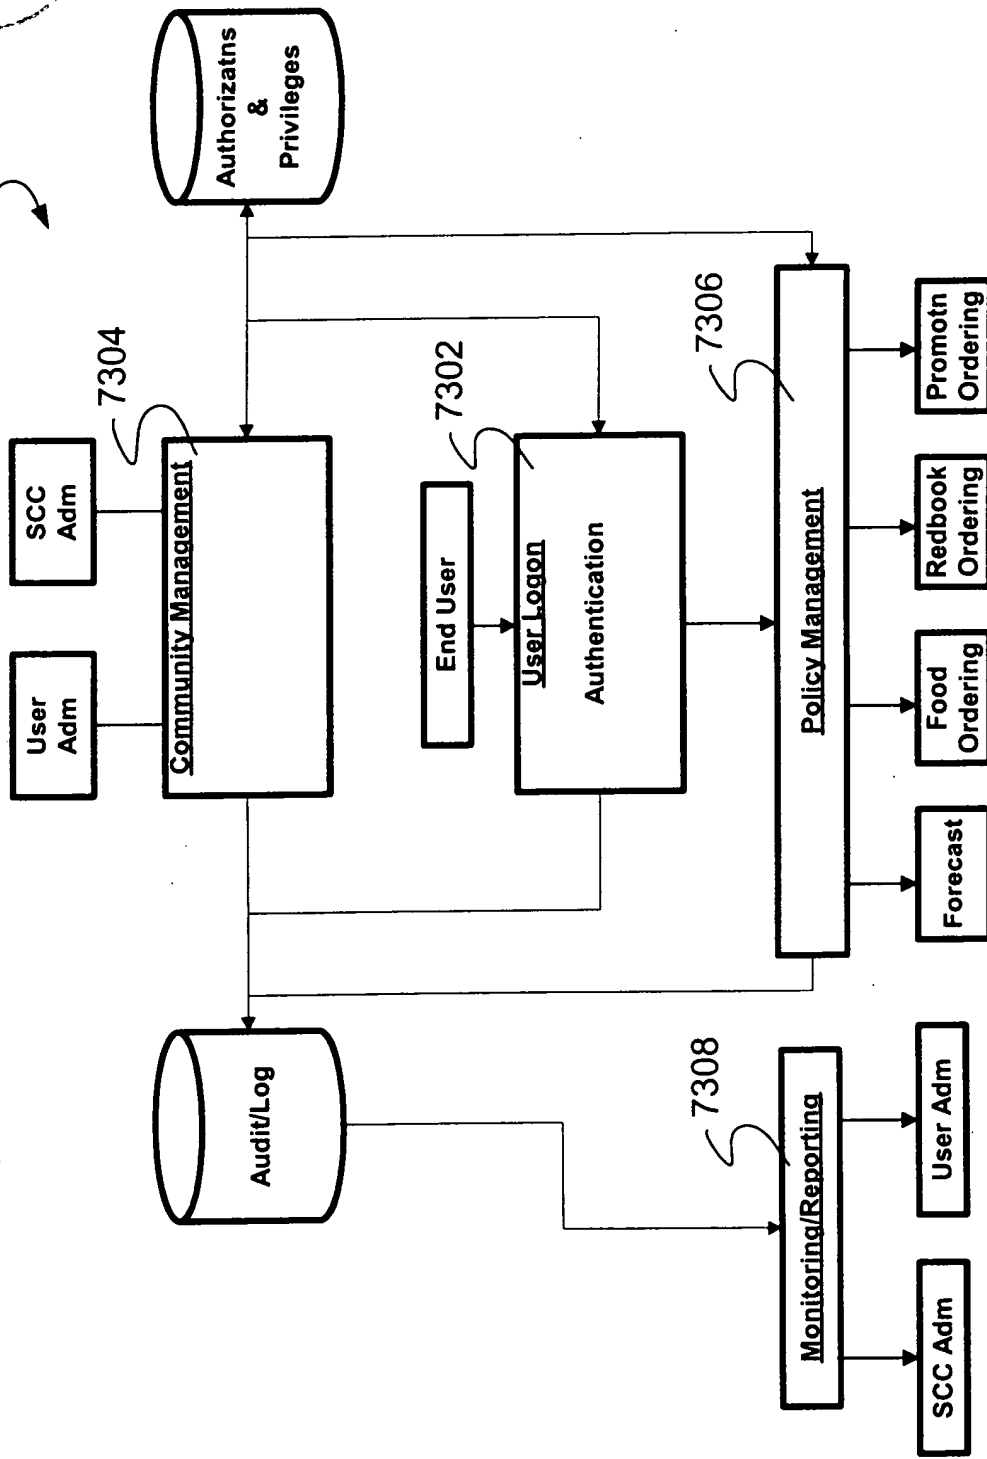 User
Adm
SCC
Adm
7304
Community Management
Authorizatns
&
Privileges
Audit/Log
End User
7302
User Logon
Authentication
7306
Policy Management
7308
Monitoring/Reporting
SCC Adm
User Adm
Forecast
Food
Ordering
Redbook
Ordering
Promotn
Ordering